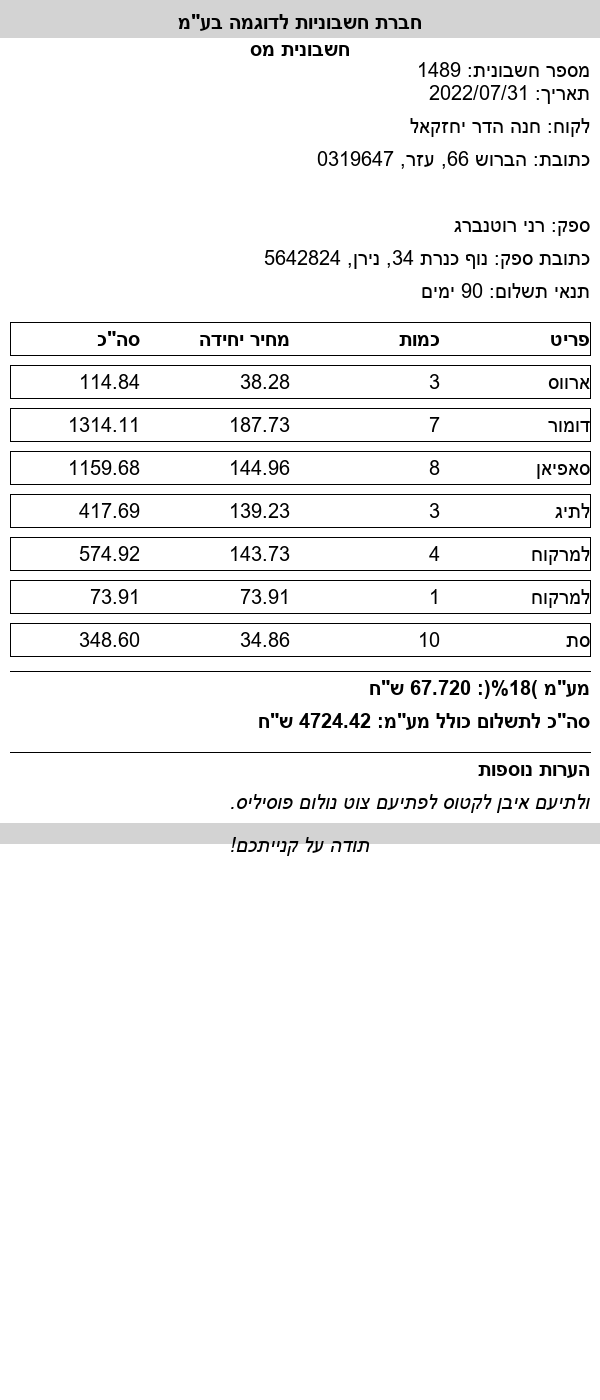 חברת חשבוניות לדוגמה בע"מ
חשבונית מס
מספר חשבונית: 1489
תאריך: 2022/07/31
לקוח: חנה הדר יחזקאל
כתובת: הברוש 66, עזר, 0319647
ספק: רני רוטנברג
כתובת ספק: נוף כנרת 34, נירן, 5642824
תנאי תשלום: 90 ימים
פריט כמות מחיר יחידה סה"כ
ארווס 3 38.28 114.84
דומור 7 187.73 1314.11
סאפיאן 8 144.96 1159.68
לתיג 3 139.23 417.69
למרקוח 4 143.73 574.92
למרקוח 1 73.91 73.91
סת 10 34.86 348.60
מע"מ )18%(: 67.720 ש"ח
סה"כ לתשלום כולל מע"מ: 4724.42 ש"ח
הערות נוספות
ולתיעם איבן לקטוס לפתיעם צוט נולום פוסיליס.
תודה על קנייתכם!